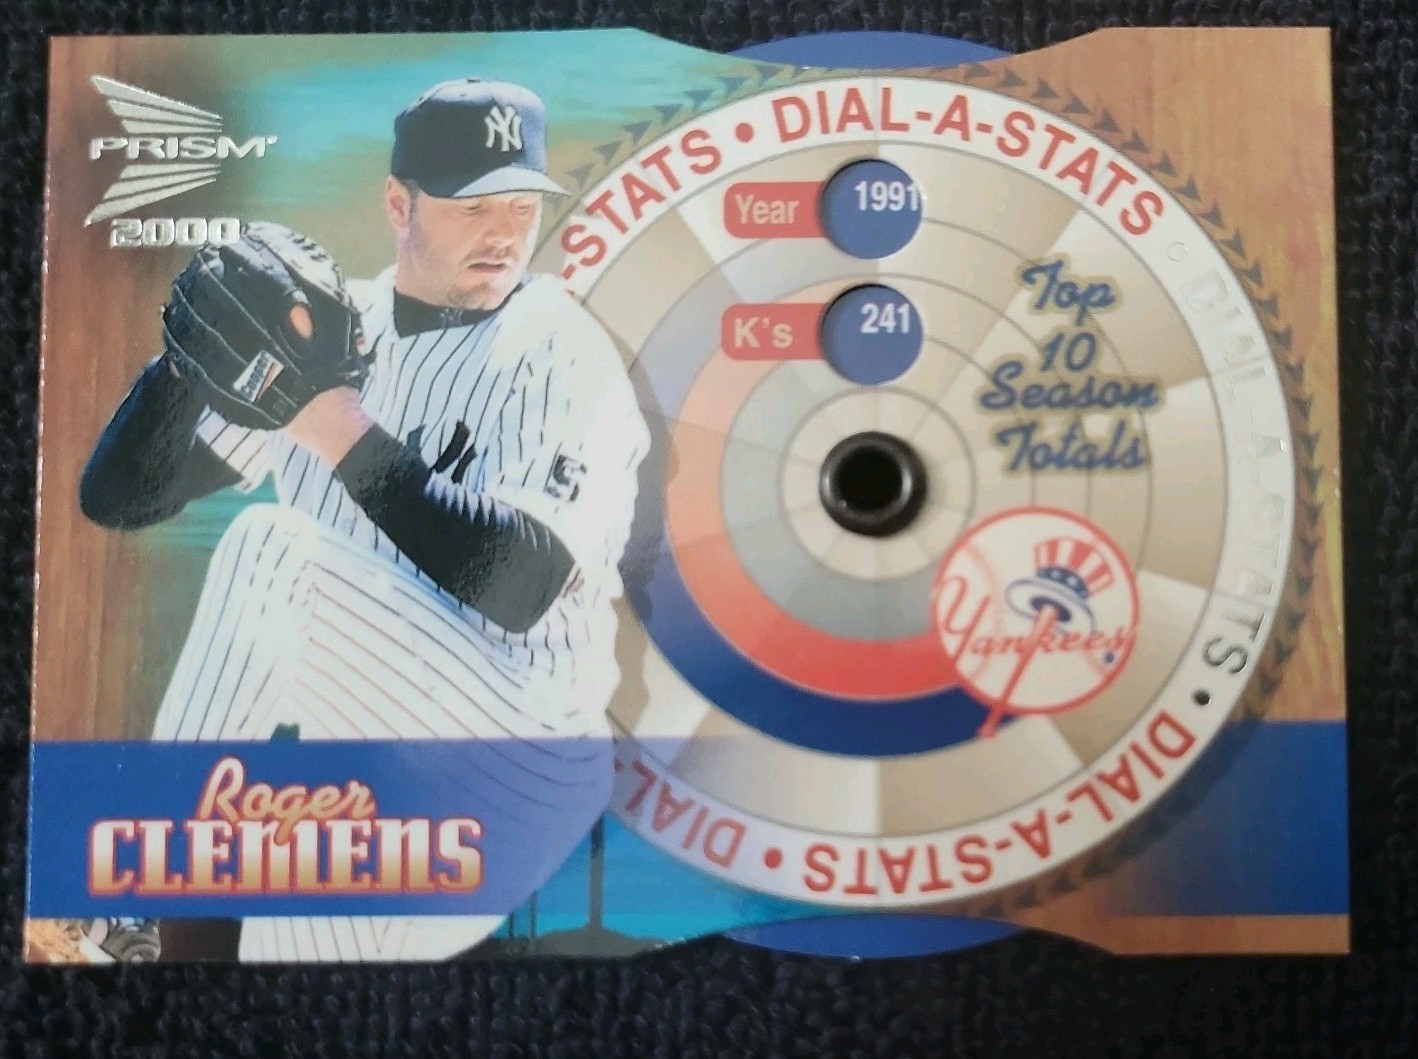 PRISM
2000
-STATS • DIAL-A-STATS • DIAL-A-STATS • DIAL-A-STATS • DIAL-
Year 1991
K's 241
Top
10
Season
Totals
Yankees
NY
Roger
CLEMENS